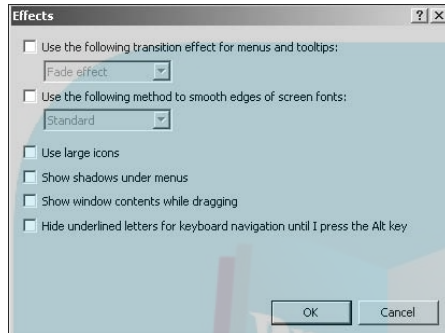 Effects
Use the following transition effect for menus and tooltips:
Fade effect
Use the following method to smooth edges of screen fonts:
Standard
Use large icons
Show shadows under menus
Show window contents while dragging
Hide underlined letters for keyboard navigation until I press the Alt key
OK Cancel